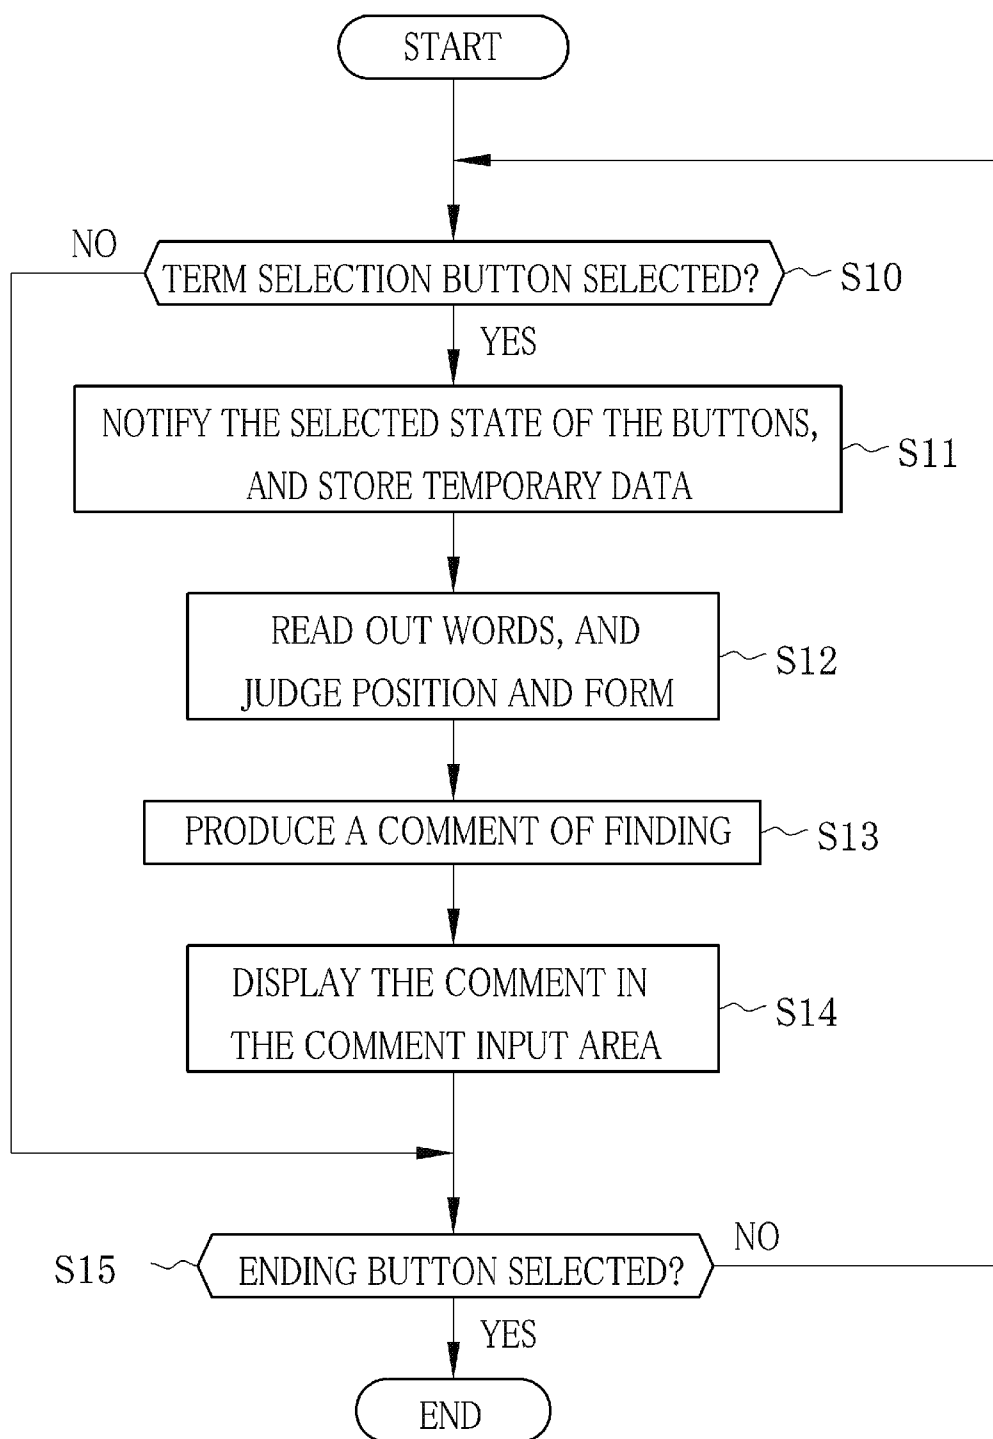 START
NO
TERM SELECTION BUTTON SELECTED?
S10
YES
NOTIFY THE SELECTED STATE OF THE BUTTONS,
AND STORE TEMPORARY DATA
S11
READ OUT WORDS, AND
JUDGE POSITION AND FORM
S12
PRODUCE A COMMENT OF FINDING
S13
DISPLAY THE COMMENT IN
THE COMMENT INPUT AREA
S14
S15
ENDING BUTTON SELECTED?
NO
YES
END